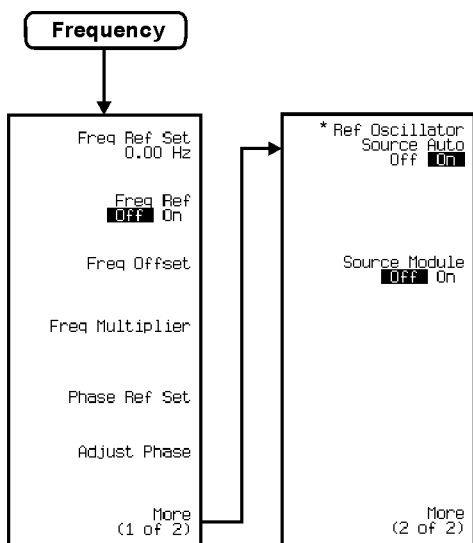 Frequency
Freq Ref Set
0.00 Hz
Freq Ref
Off On
Freq Offset
Freq Multiplier
Phase Ref Set
Adjust Phase
More
(1 of 2)
* Ref Oscillator
Source Auto
Off On
Source Module
Off On
More
(2 of 2)